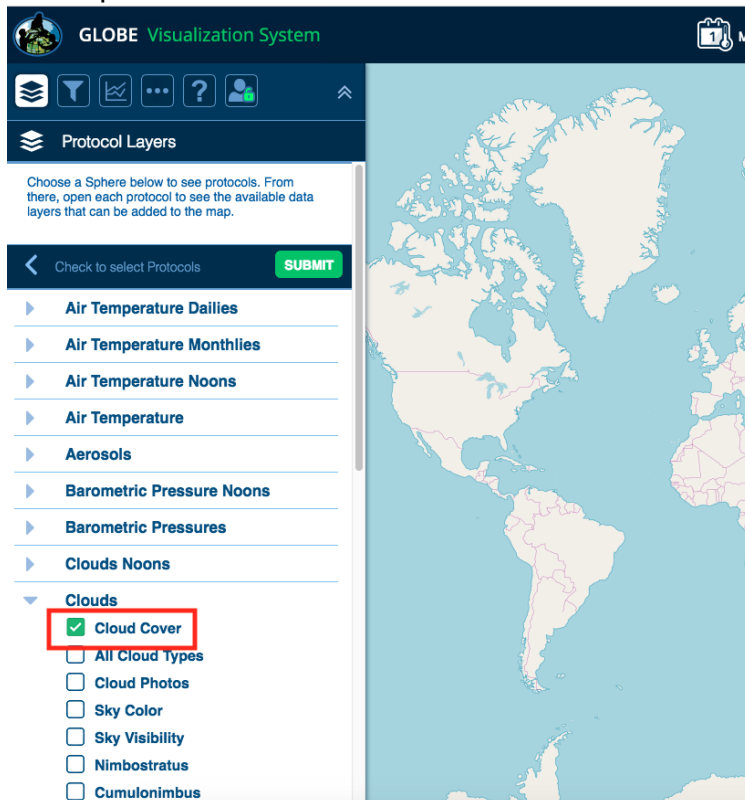 GLOBE Visualization System
1
M
?
Protocol Layers
Choose a Sphere below to see protocols. From
there, open each protocol to see the available data
layers that can be added to the map.
Check to select Protocols SUBMIT
Air Temperature Dailies
Air Temperature Monthlies
Air Temperature Noons
Air Temperature
Aerosols
Barometric Pressure Noons
Barometric Pressures
Clouds Noons
Clouds
Cloud Cover
All Cloud Types
Cloud Photos
Sky Color
Sky Visibility
Nimbostratus
Cumulonimbus